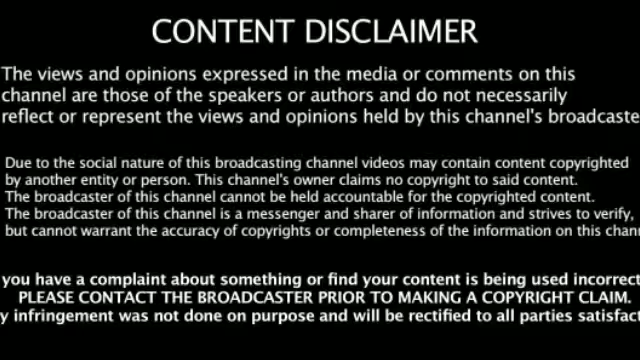 CONTENT DISCLAIMER
The views and opinions expressed in the media or comments on this
channel are those of the speakers or authors and do not necessarily
reflect or represent the views and opinions held by this channel's broadcaste
Due to the social nature of this broadcasting channel videos may contain content copyrighted
by another entity or person. This channel's owner claims no copyright to said content.
The broadcaster of this channel cannot be held accountable for the copyrighted content.
The broadcaster of this channel is a messenger and sharer of information and strives to verify,
but cannot warrant the accuracy of copyrights or completeness of the information on this chann
you have a complaint about something or find your content is being used incorrect
PLEASE CONTACT THE BROADCASTER PRIOR TO MAKING A COPYRIGHT CLAIM.
y infringement was not done on purpose and will be rectified to all parties satisfact